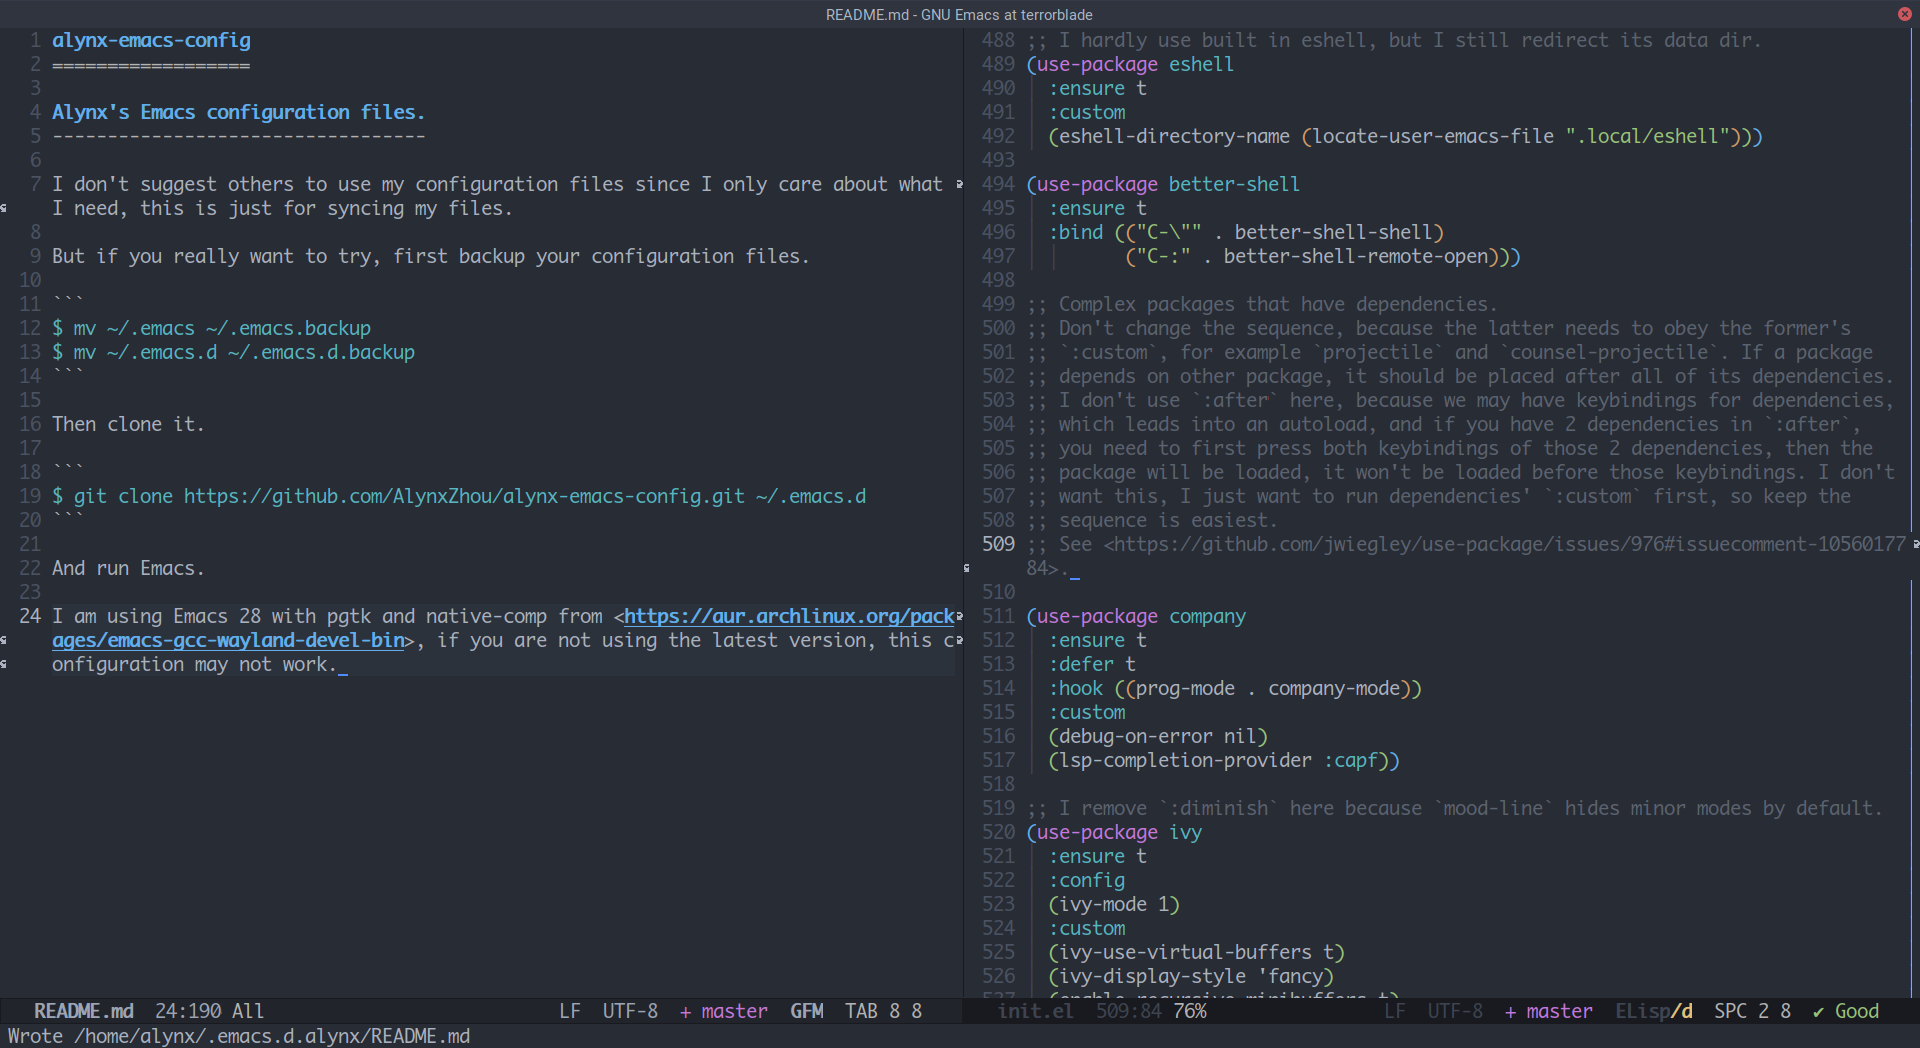 README.md - GNU Emacs at terrorblade
1 alynx-emacs-config
2 ==================
3
4 Alynx's Emacs configuration files.
5 ----------------------------------
6
7 I don't suggest others to use my configuration files since I only care about what
I need, this is just for syncing my files.
8
9 But if you really want to try, first backup your configuration files.
10
11 ```
12 $ mv ~/.emacs ~/.emacs.backup
13 $ mv ~/.emacs.d ~/.emacs.d.backup
14 ```
15
16 Then clone it.
17
18 ```
19 $ git clone https://github.com/AlynxZhou/alynx-emacs-config.git ~/.emacs.d
20 ```
21
22 And run Emacs.
23
24 I am using Emacs 28 with pgtk and native-comp from <https://aur.archlinux.org/pack
ages/emacs-gcc-wayland-devel-bin>, if you are not using the latest version, this c
onfiguration may not work.
README.md 24:190 All LF UTF-8 + master GFM TAB 8 8
488 ;; I hardly use built in eshell, but I still redirect its data dir.
489 (use-package eshell
490 :ensure t
491 :custom
492 (eshell-directory-name (locate-user-emacs-file ".local/eshell")))
493
494 (use-package better-shell
495 :ensure t
496 :bind (("C-\"" . better-shell-shell)
497 ("C-:" . better-shell-remote-open)))
498
499 ;; Complex packages that have dependencies.
500 ;; Don't change the sequence, because the latter needs to obey the former's
501 ;; `:custom`, for example `projectile` and `counsel-projectile`. If a package
502 ;; depends on other package, it should be placed after all of its dependencies.
503 ;; I don't use `:after` here, because we may have keybindings for dependencies,
504 ;; which leads into an autoload, and if you have 2 dependencies in `:after`,
505 ;; you need to first press both keybindings of those 2 dependencies, then the
506 ;; package will be loaded, it won't be loaded before those keybindings. I don't
507 ;; want this, I just want to run dependencies' `:custom` first, so keep the
508 ;; sequence is easiest.
509 ;; See <https://github.com/jwiegley/use-package/issues/976#issuecomment-10560177
84>.
510
511 (use-package company
512 :ensure t
513 :defer t
514 :hook ((prog-mode . company-mode))
515 :custom
516 (debug-on-error nil)
517 (lsp-completion-provider :capf))
518
519 ;; I remove `:diminish` here because `mood-line` hides minor modes by default.
520 (use-package ivy
521 :ensure t
522 :config
523 (ivy-mode 1)
524 :custom
525 (ivy-use-virtual-buffers t)
526 (ivy-display-style 'fancy)
527 (enable-recursive-minibuffers t)
init.el 509:84 76% LF UTF-8 + master ELisp/d SPC 2 8 ✔ Good
Wrote /home/alynx/.emacs.d.alynx/README.md